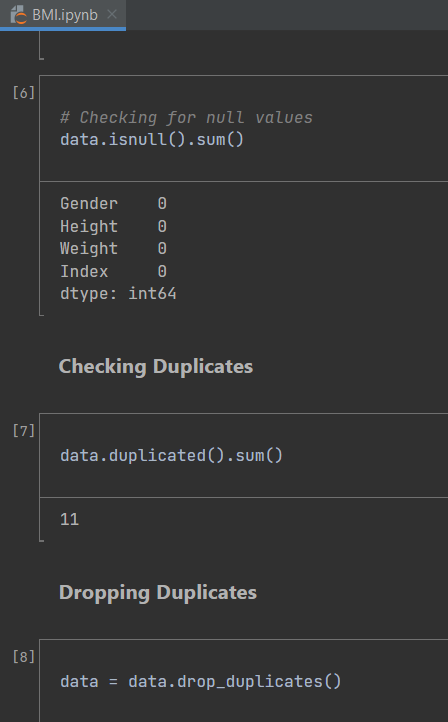 BMI.ipynb
[6]
# Checking for null values
data.isnull().sum()
Gender    0
Height    0
Weight    0
Index     0
dtype: int64
Checking Duplicates
[7]
data.duplicated().sum()
11
Dropping Duplicates
[8]
data = data.drop_duplicates()